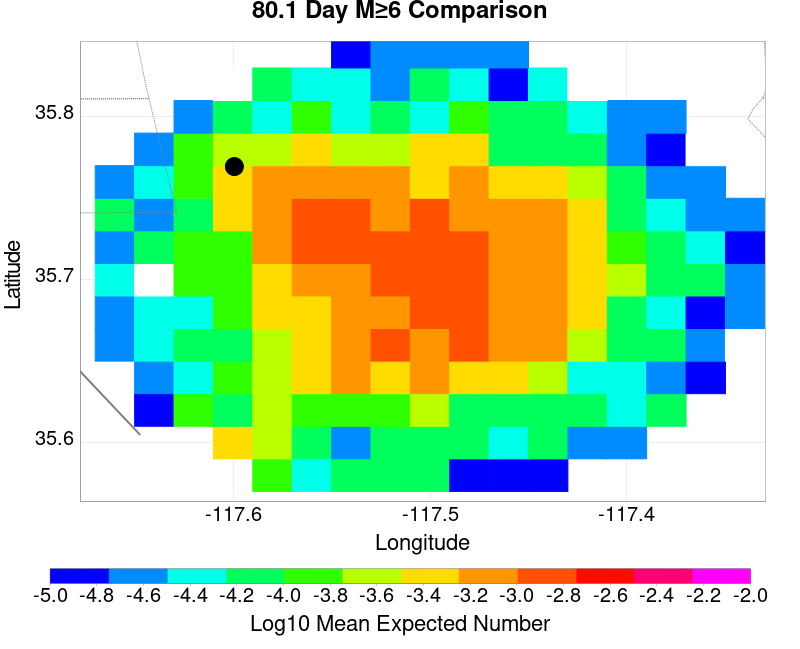 80.1 Day M≥6 Comparison
35.8
35.7
35.6
Latitude
-117.6 -117.5 -117.4
Longitude
-5.0 -4.8 -4.6 -4.4 -4.2 -4.0 -3.8 -3.6 -3.4 -3.2 -3.0 -2.8 -2.6 -2.4 -2.2 -2.0
Log10 Mean Expected Number